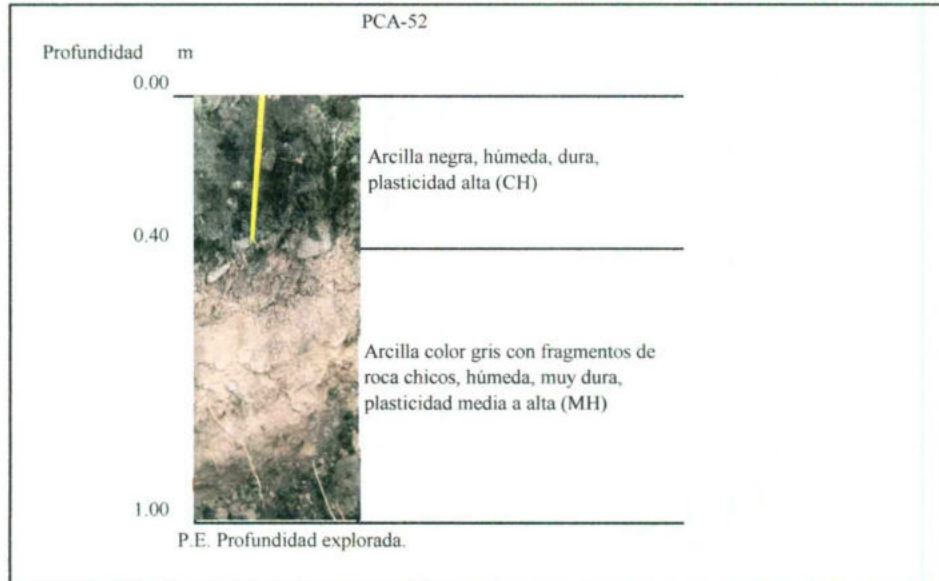 PCA-52
Profundidad m
0.00
Arcilla negra, húmeda, dura,
plasticidad alta (CH)
0.40
Arcilla color gris con fragmentos de
roca chicos, húmeda, muy dura,
plasticidad media a alta (MH)
1.00
P.E. Profundidad explorada.